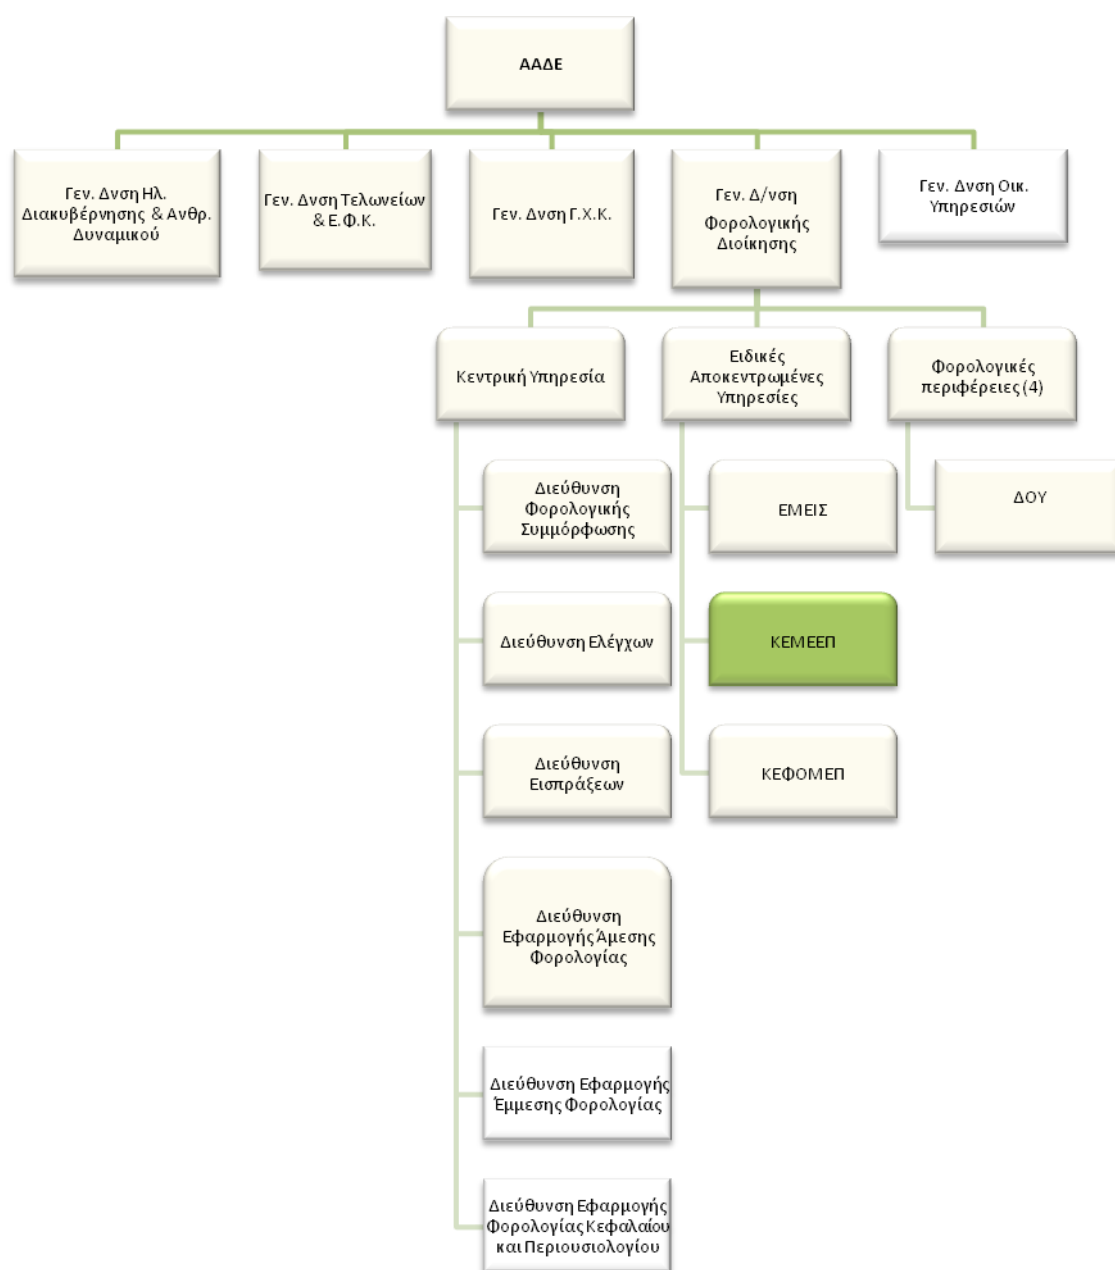 ΑΑΔΕ
Γεν. Δνση Ηλ.
Διακυβέρνησης & Ανθρ.
Δυναμικού
Γεν. Δνση Τελωνείων
& Ε.Φ.Κ.
Γεν. Δνση Γ.Χ.Κ.
Γεν. Δ/νση
Φορολογικής
Διοίκησης
Γεν. Δνση Οικ.
Υπηρεσιών
Κεντρική Υπηρεσία
Ειδικές
Αποκεντρωμένες
Υπηρεσίες
Φορολογικές
περιφέρειες (4)
Διεύθυνση
Φορολογικής
Συμμόρφωσης
ΕΜΕΙΣ
ΔΟΥ
Διεύθυνση Ελέγχων
ΚΕΜΕΕΠ
Διεύθυνση
Εισπράξεων
ΚΕΦΟΜΕΠ
Διεύθυνση
Εφαρμογής Άμεσης
Φορολογίας
Διεύθυνση Εφαρμογής
Έμμεσης Φορολογίας
Διεύθυνση Εφαρμογής
Φορολογίας Κεφαλαίου
και Περιουσιολογίου